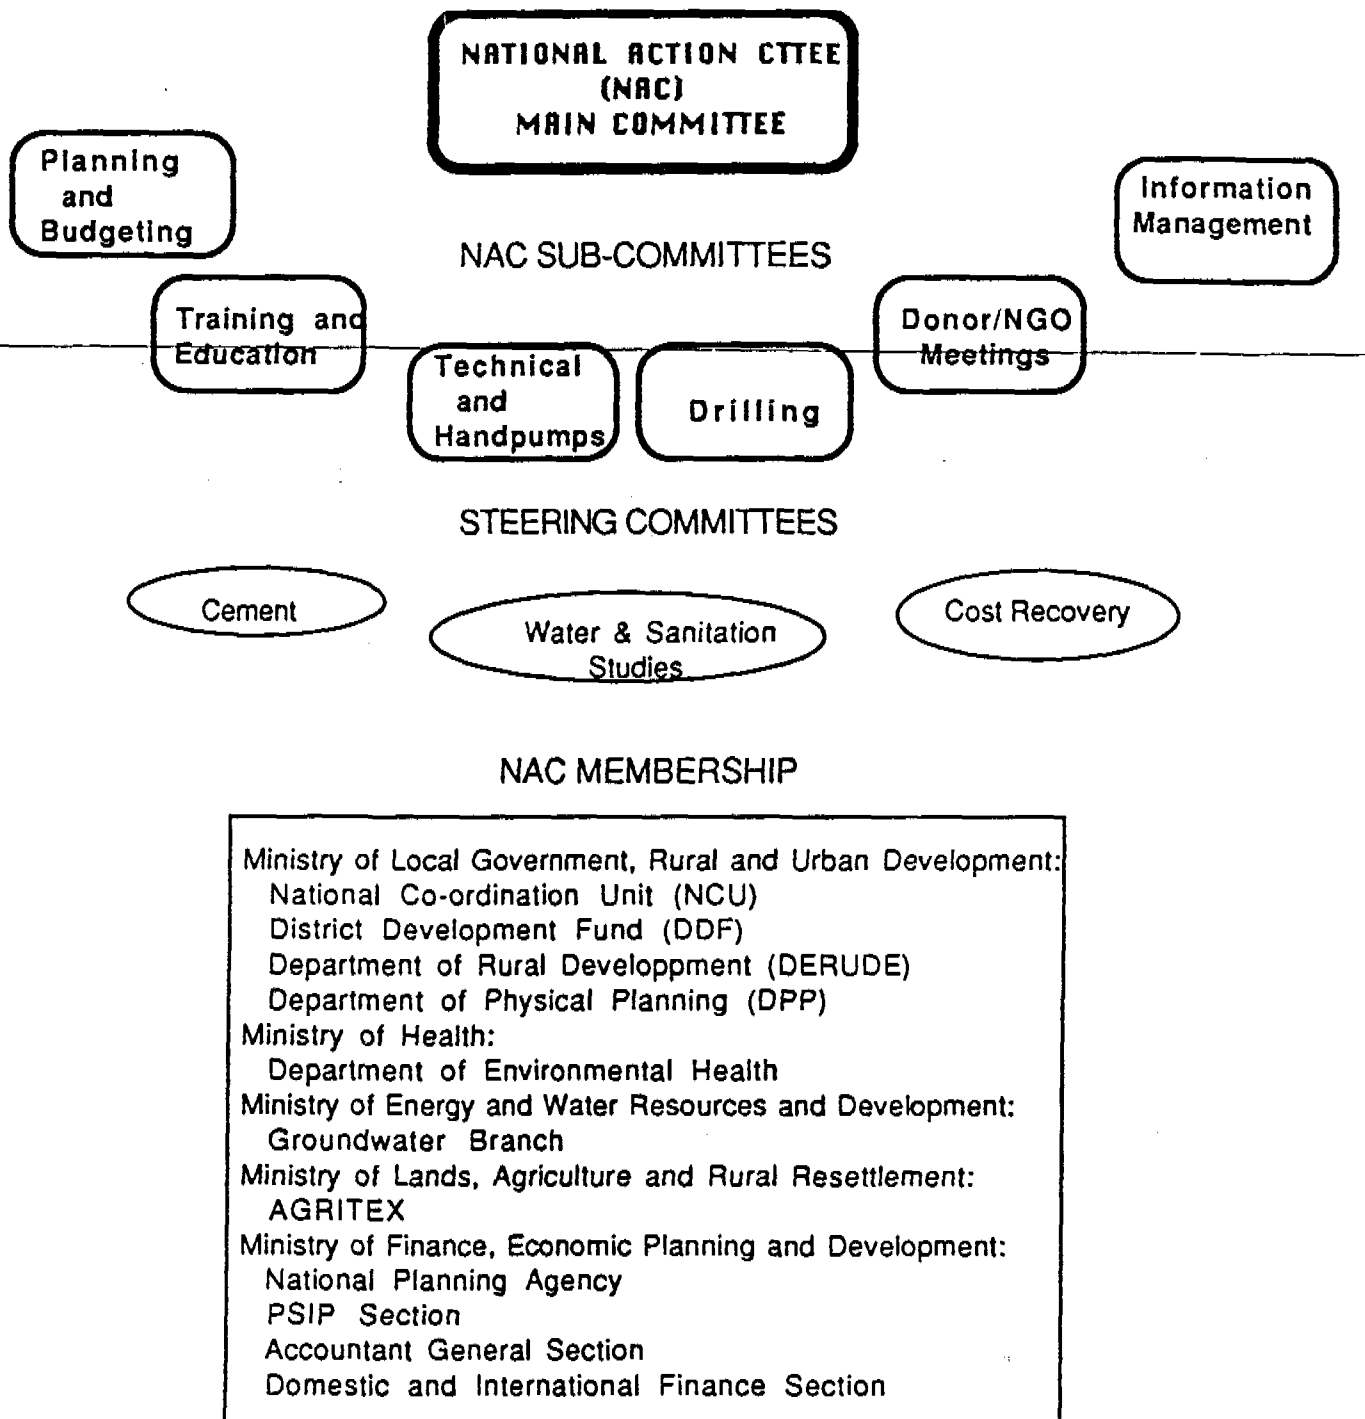 NATIONAL ACTION CTTEE
(NAC)
MAIN COMMITTEE
Planning
and
Budgeting
Information
Management
NAC SUB-COMMITTEES
Training and
Education
Donor/NGO
Meetings
Technical
and
Handpumps
Drilling
STEERING COMMITTEES
Cement
Water & Sanitation
Studies
Cost Recovery
NAC MEMBERSHIP
Ministry of Local Government, Rural and Urban Development:
National Co-ordination Unit (NCU)
District Development Fund (DDF)
Department of Rural Developpment (DERUDE)
Department of Physical Planning (DPP)
Ministry of Health:
Department of Environmental Health
Ministry of Energy and Water Resources and Development:
Groundwater Branch
Ministry of Lands, Agriculture and Rural Resettlement:
AGRITEX
Ministry of Finance, Economic Planning and Development:
National Planning Agency
PSIP Section
Accountant General Section
Domestic and International Finance Section